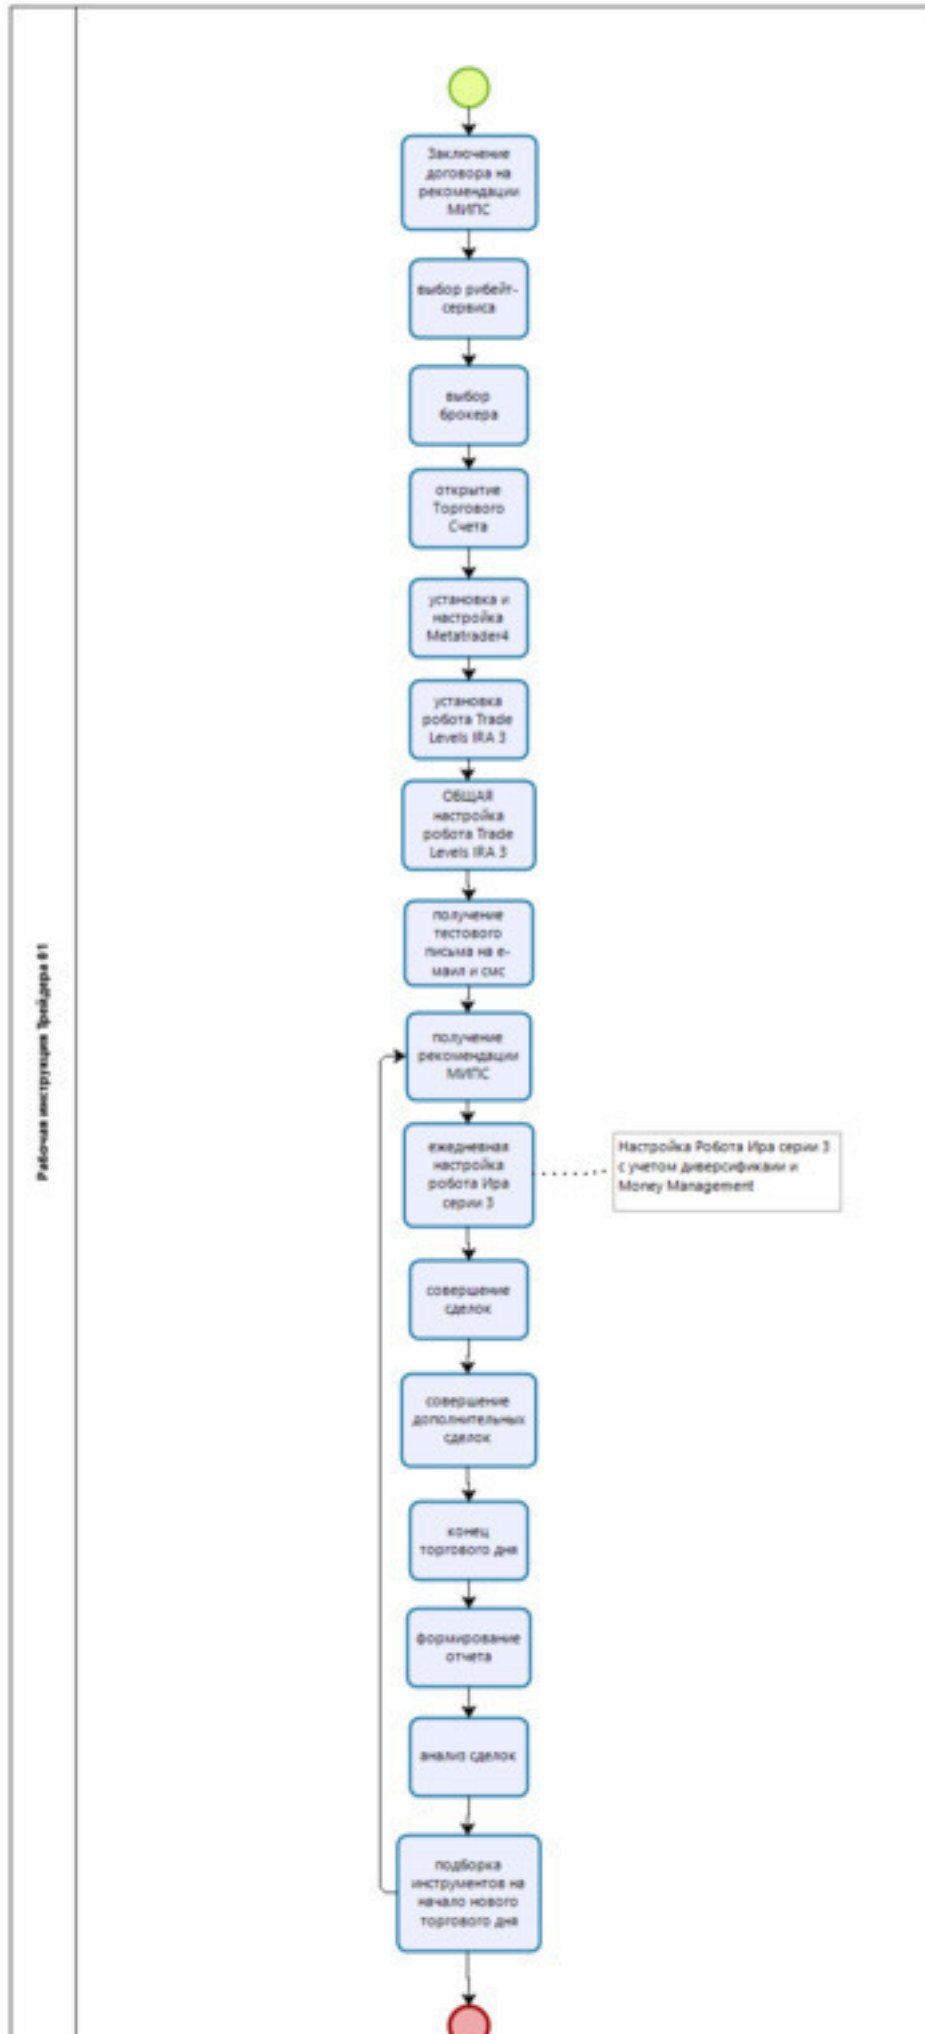 Заключение
договора на
рекомендации
МИПС
выбор рибейт-
сервиса
выбор
брокера
открытие
Торгового
Счета
установка и
настройка
Metatrader4
установка
робота Trade
Levels IRA 3
ОБЩАЯ
настройка
робота Trade
Levels IRA 3
получение
тестового
письма на е-
маил и смс
получение
рекомендации
МИПС
ежедневная
настройка
робота Ира
серии 3
Настройка Робота Ира серии 3
с учетом диверсификаии и
Money Management
совершение
сделок
совершение
дополнительных
сделок
конец
торгового дня
формирование
отчета
анализ сделок
подборка
инструментов на
начало нового
торгового дня
Рабочая инструкция Трейдера 01